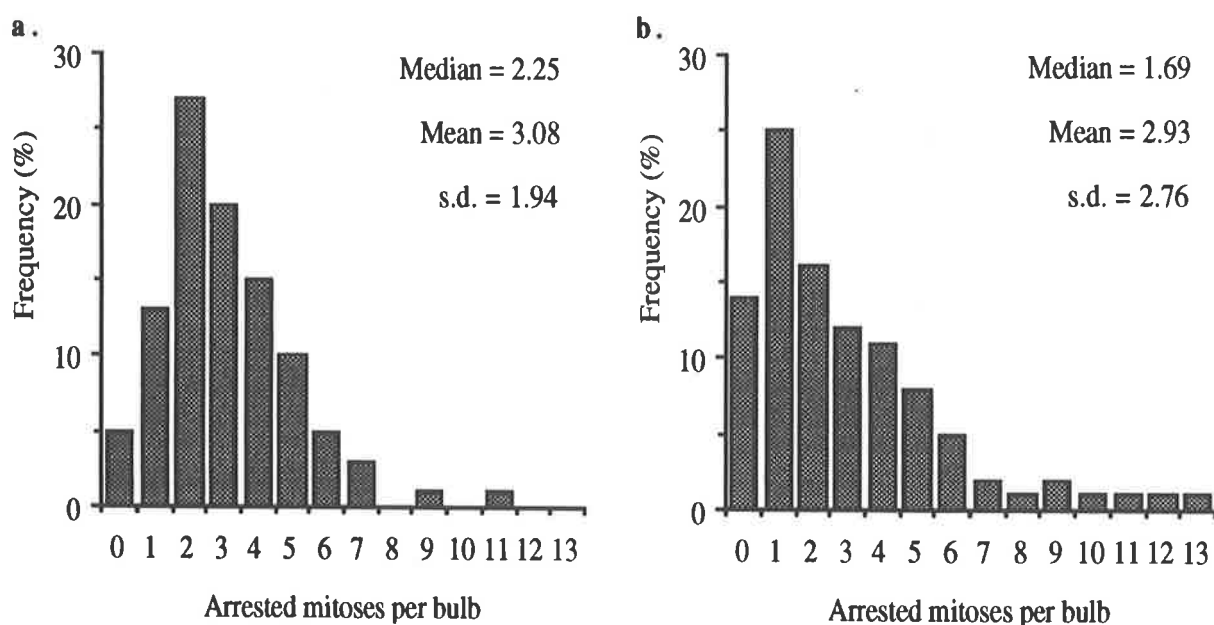 a.
30
20
10
0
Frequency (%)
Median = 2.25
Mean = 3.08
s.d. = 1.94
0 1 2 3 4 5 6 7 8 9 10 11 12 13
Arrested mitoses per bulb
b.
30
20
10
0
Frequency (%)
Median = 1.69
Mean = 2.93
s.d. = 2.76
0 1 2 3 4 5 6 7 8 9 10 11 12 13
Arrested mitoses per bulb